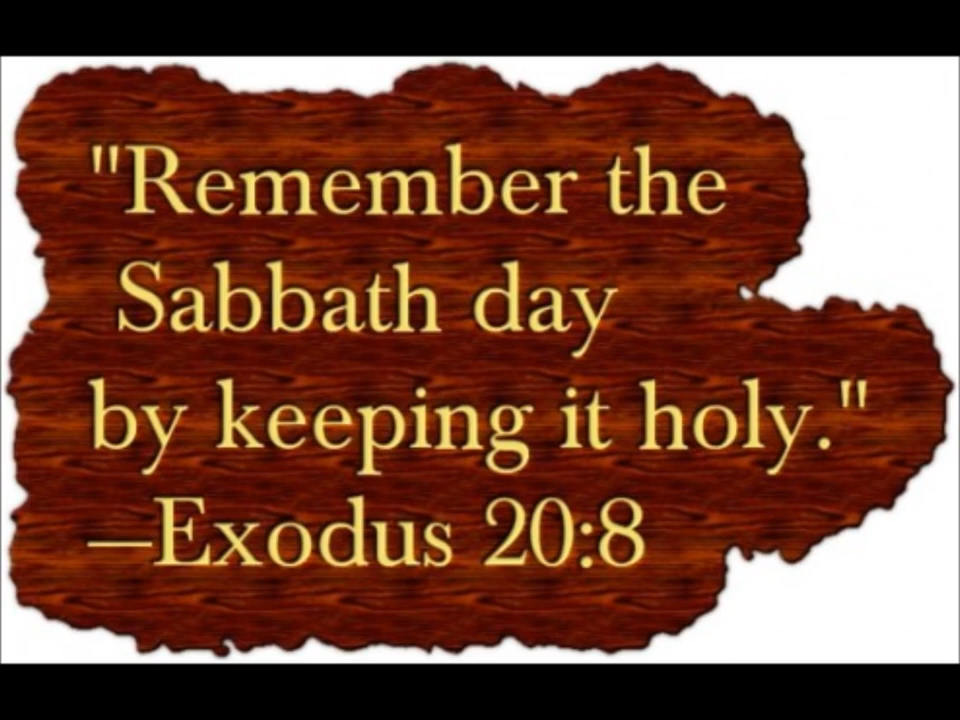 "Remember the
Sabbath day
by keeping it holy."
—Exodus 20:8